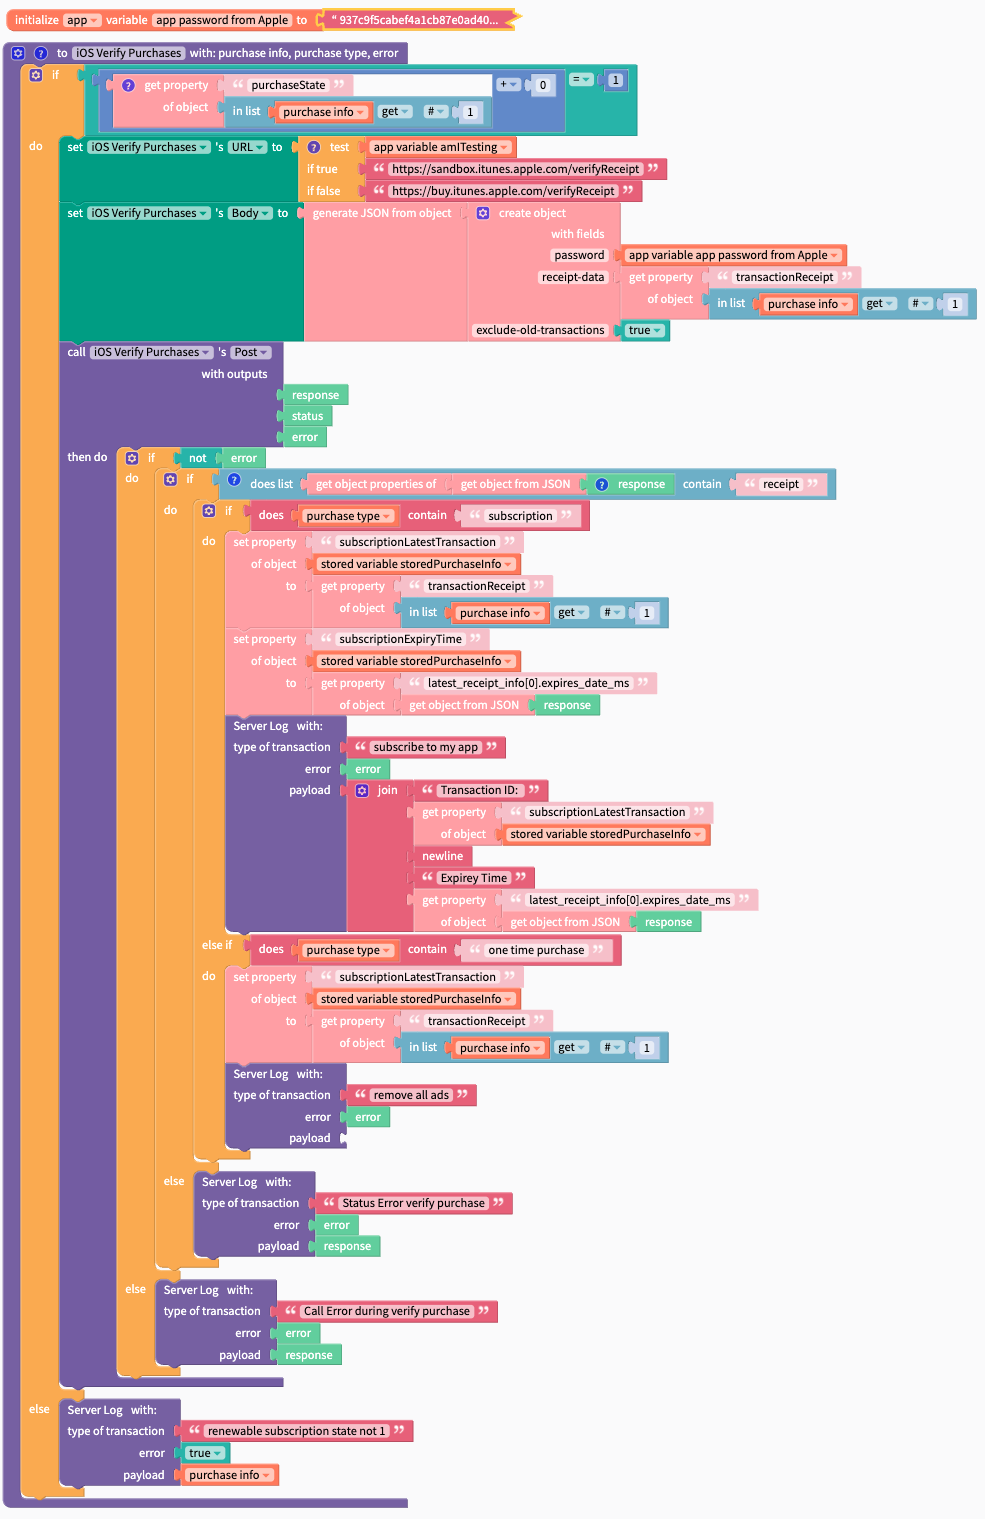 initialize app variable app password from Apple to “ 937c9f5cabef4a1cb87e0ad40...
to iOS Verify Purchases with: purchase info, purchase type, error
if
get property “ purchaseState ” + 0 = 1
of object in list purchase info get # 1
do set iOS Verify Purchases 's URL to test app variable amITesting
if true “ https://sandbox.itunes.apple.com/verifyReceipt ”
if false “ https://buy.itunes.apple.com/verifyReceipt ”
set iOS Verify Purchases 's Body to generate JSON from object create object
with fields
password app variable app password from Apple
receipt-data get property “ transactionReceipt ”
of object in list purchase info get # 1
exclude-old-transactions true
call iOS Verify Purchases 's Post
with outputs
response
status
error
then do if not error
do if does list get object properties of get object from JSON response contain “ receipt ”
do if does purchase type contain “ subscription ”
do set property “ subscriptionLatestTransaction ”
of object stored variable storedPurchaseInfo
to get property “ transactionReceipt ”
of object in list purchase info get # 1
set property “ subscriptionExpiryTime ”
of object stored variable storedPurchaseInfo
to get property “ latest_receipt_info[0].expires_date_ms ”
of object get object from JSON response
Server Log with:
type of transaction “ subscribe to my app ”
error error
payload join “ Transaction ID: ”
get property “ subscriptionLatestTransaction ”
of object stored variable storedPurchaseInfo
newline
“ Expirey Time ”
get property “ latest_receipt_info[0].expires_date_ms ”
of object get object from JSON response
else if does purchase type contain “ one time purchase ”
do set property “ subscriptionLatestTransaction ”
of object stored variable storedPurchaseInfo
to get property “ transactionReceipt ”
of object in list purchase info get # 1
Server Log with:
type of transaction “ remove all ads ”
error error
payload
else Server Log with:
type of transaction “ Status Error verify purchase ”
error error
payload response
else Server Log with:
type of transaction “ Call Error during verify purchase ”
error error
payload response
else Server Log with:
type of transaction “ renewable subscription state not 1 ”
error true
payload purchase info